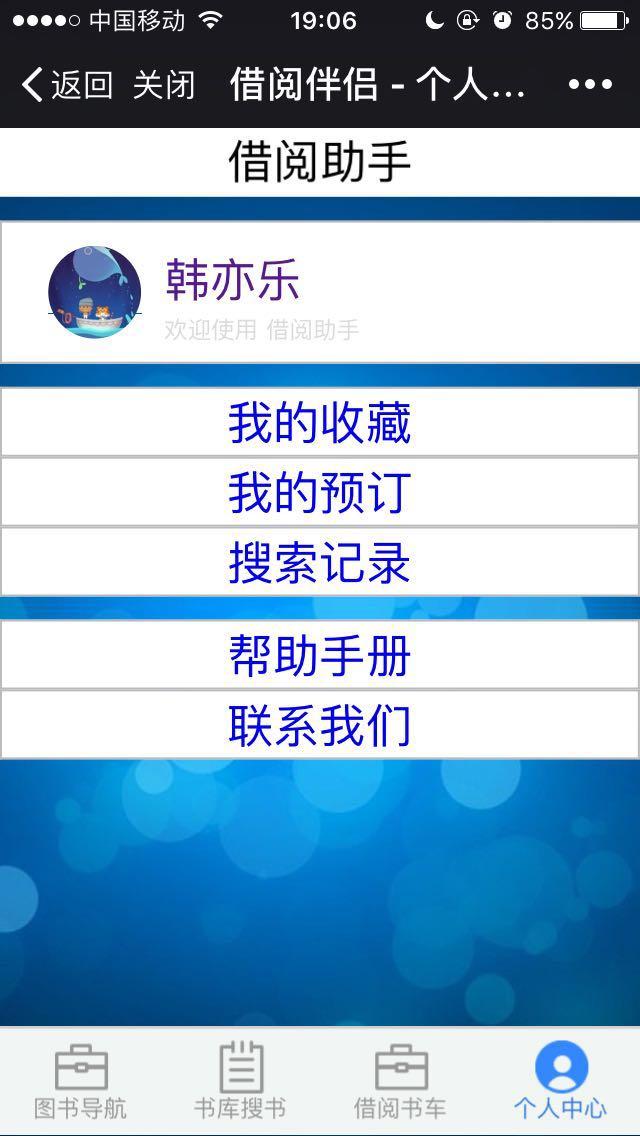 中国移动 19:06 85%
返回 关闭 借阅伴侣 - 个人...
借阅助手
韩亦乐
欢迎使用 借阅助手
我的收藏
我的预订
搜索记录
帮助手册
联系我们
图书导航 书库搜书 借阅书车 个人中心